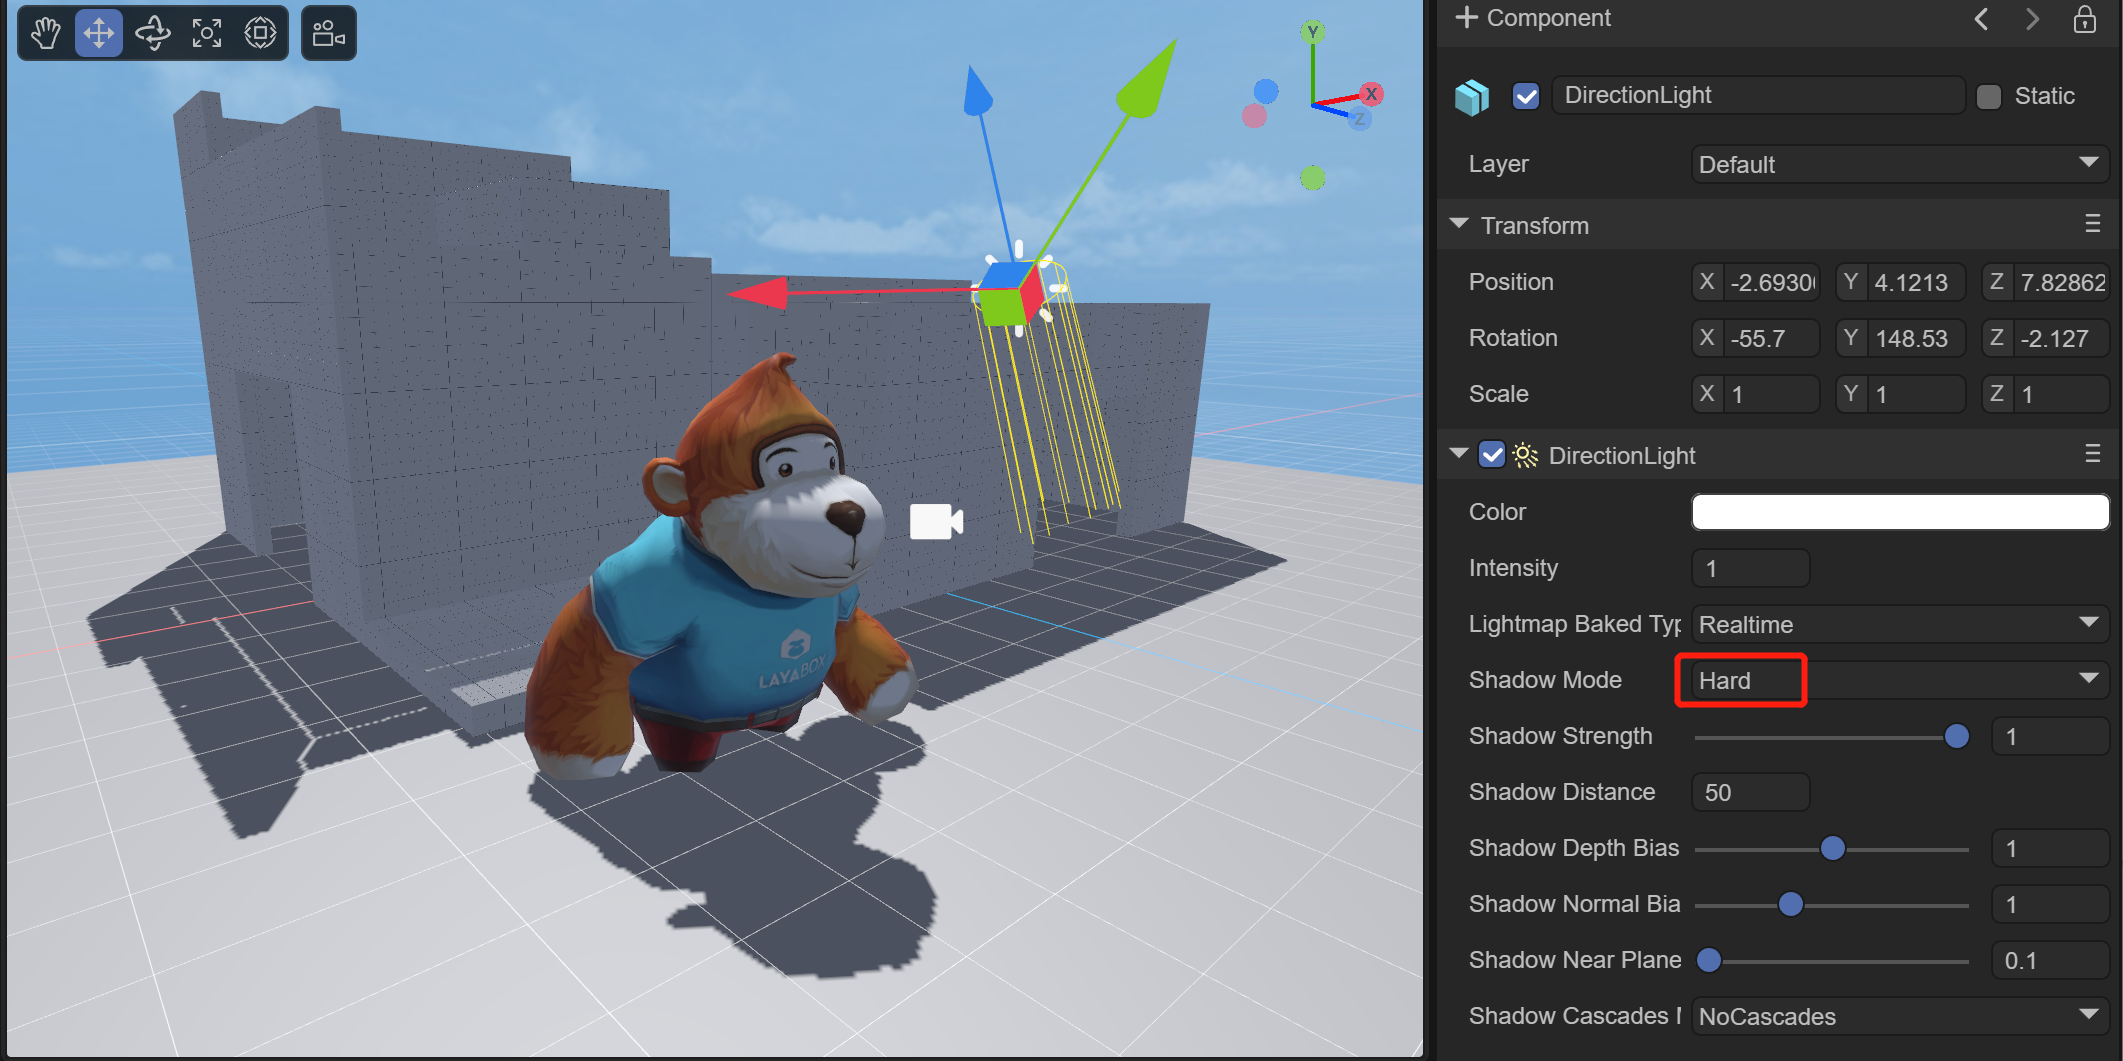 Component
DirectionLight
Static
Layer
Default
Transform
Position
X -2.6930
Y 4.1213
Z 7.82862
Rotation
X -55.7
Y 148.53
Z -2.127
Scale
X 1
Y 1
Z 1
DirectionLight
Color
Intensity
1
Lightmap Baked Typ
Realtime
Shadow Mode
Hard
Shadow Strength
1
Shadow Distance
50
Shadow Depth Bias
1
Shadow Normal Bia
1
Shadow Near Plane
0.1
Shadow Cascades
NoCascades
Y
X
Z
LAYABOX